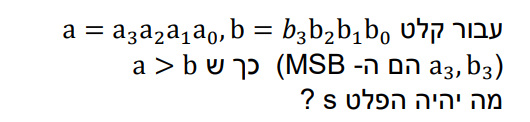 עבור קלט a = a₃a₂a₁a₀, b = b₃b₂b₁b₀
(a₃, b₃ הם ה- MSB) כך ש a > b
מה יהיה הפלט s ?